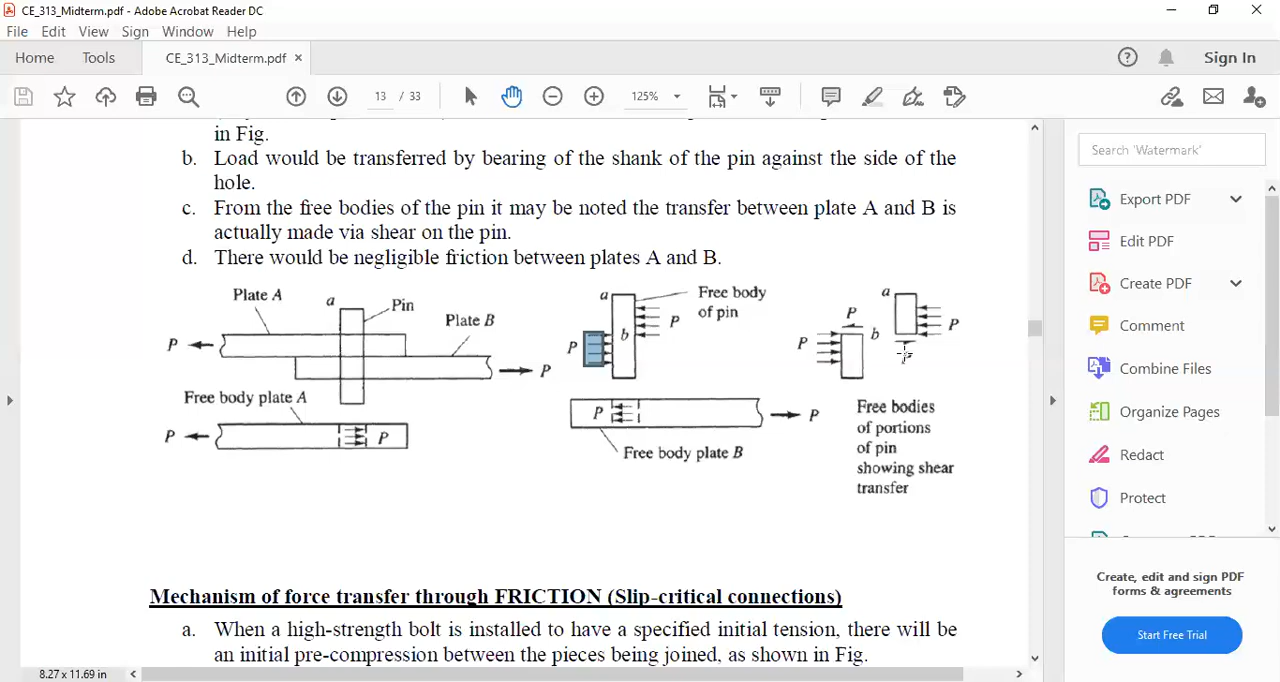 CE_313_Midterm.pdf - Adobe Acrobat Reader DC
File Edit View Sign Window Help
Home Tools CE_313_Midterm.pdf × Sign In
13 / 33 125%
in Fig.
b. Load would be transferred by bearing of the shank of the pin against the side of the
hole.
c. From the free bodies of the pin it may be noted the transfer between plate A and B is
actually made via shear on the pin.
d. There would be negligible friction between plates A and B.
Plate A a Pin Plate B
P P
Free body plate A
P P
a Free body
of pin
P b P
P P
Free body plate B
a
P P
P b
Free bodies
of portions
of pin
showing shear
transfer
Mechanism of force transfer through FRICTION (Slip-critical connections)
a. When a high-strength bolt is installed to have a specified initial tension, there will be
an initial pre-compression between the pieces being joined, as shown in Fig.
8.27 x 11.69 in
Search 'Watermark'
Export PDF
Edit PDF
Create PDF
Comment
Combine Files
Organize Pages
Redact
Protect
Create, edit and sign PDF
forms & agreements
Start Free Trial